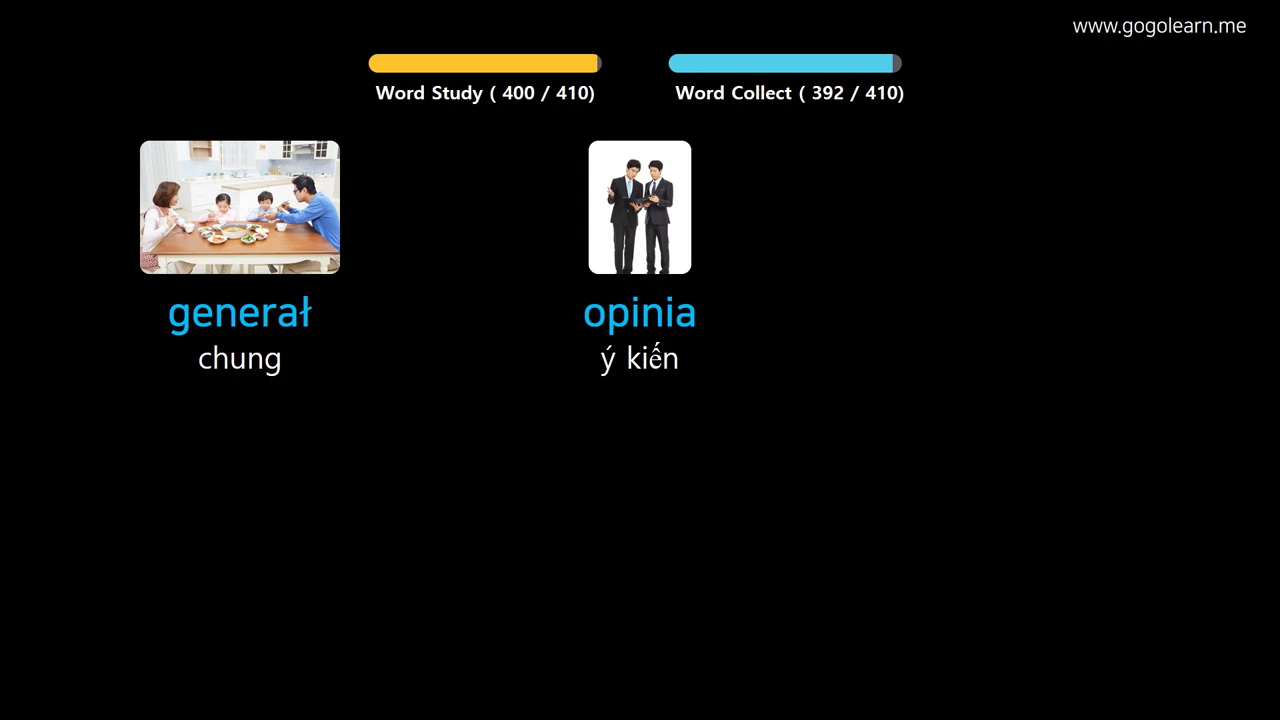 www.gogolearn.me
Word Study ( 400 / 410)
Word Collect ( 392 / 410)
generał
chung
opinia
ý kiến